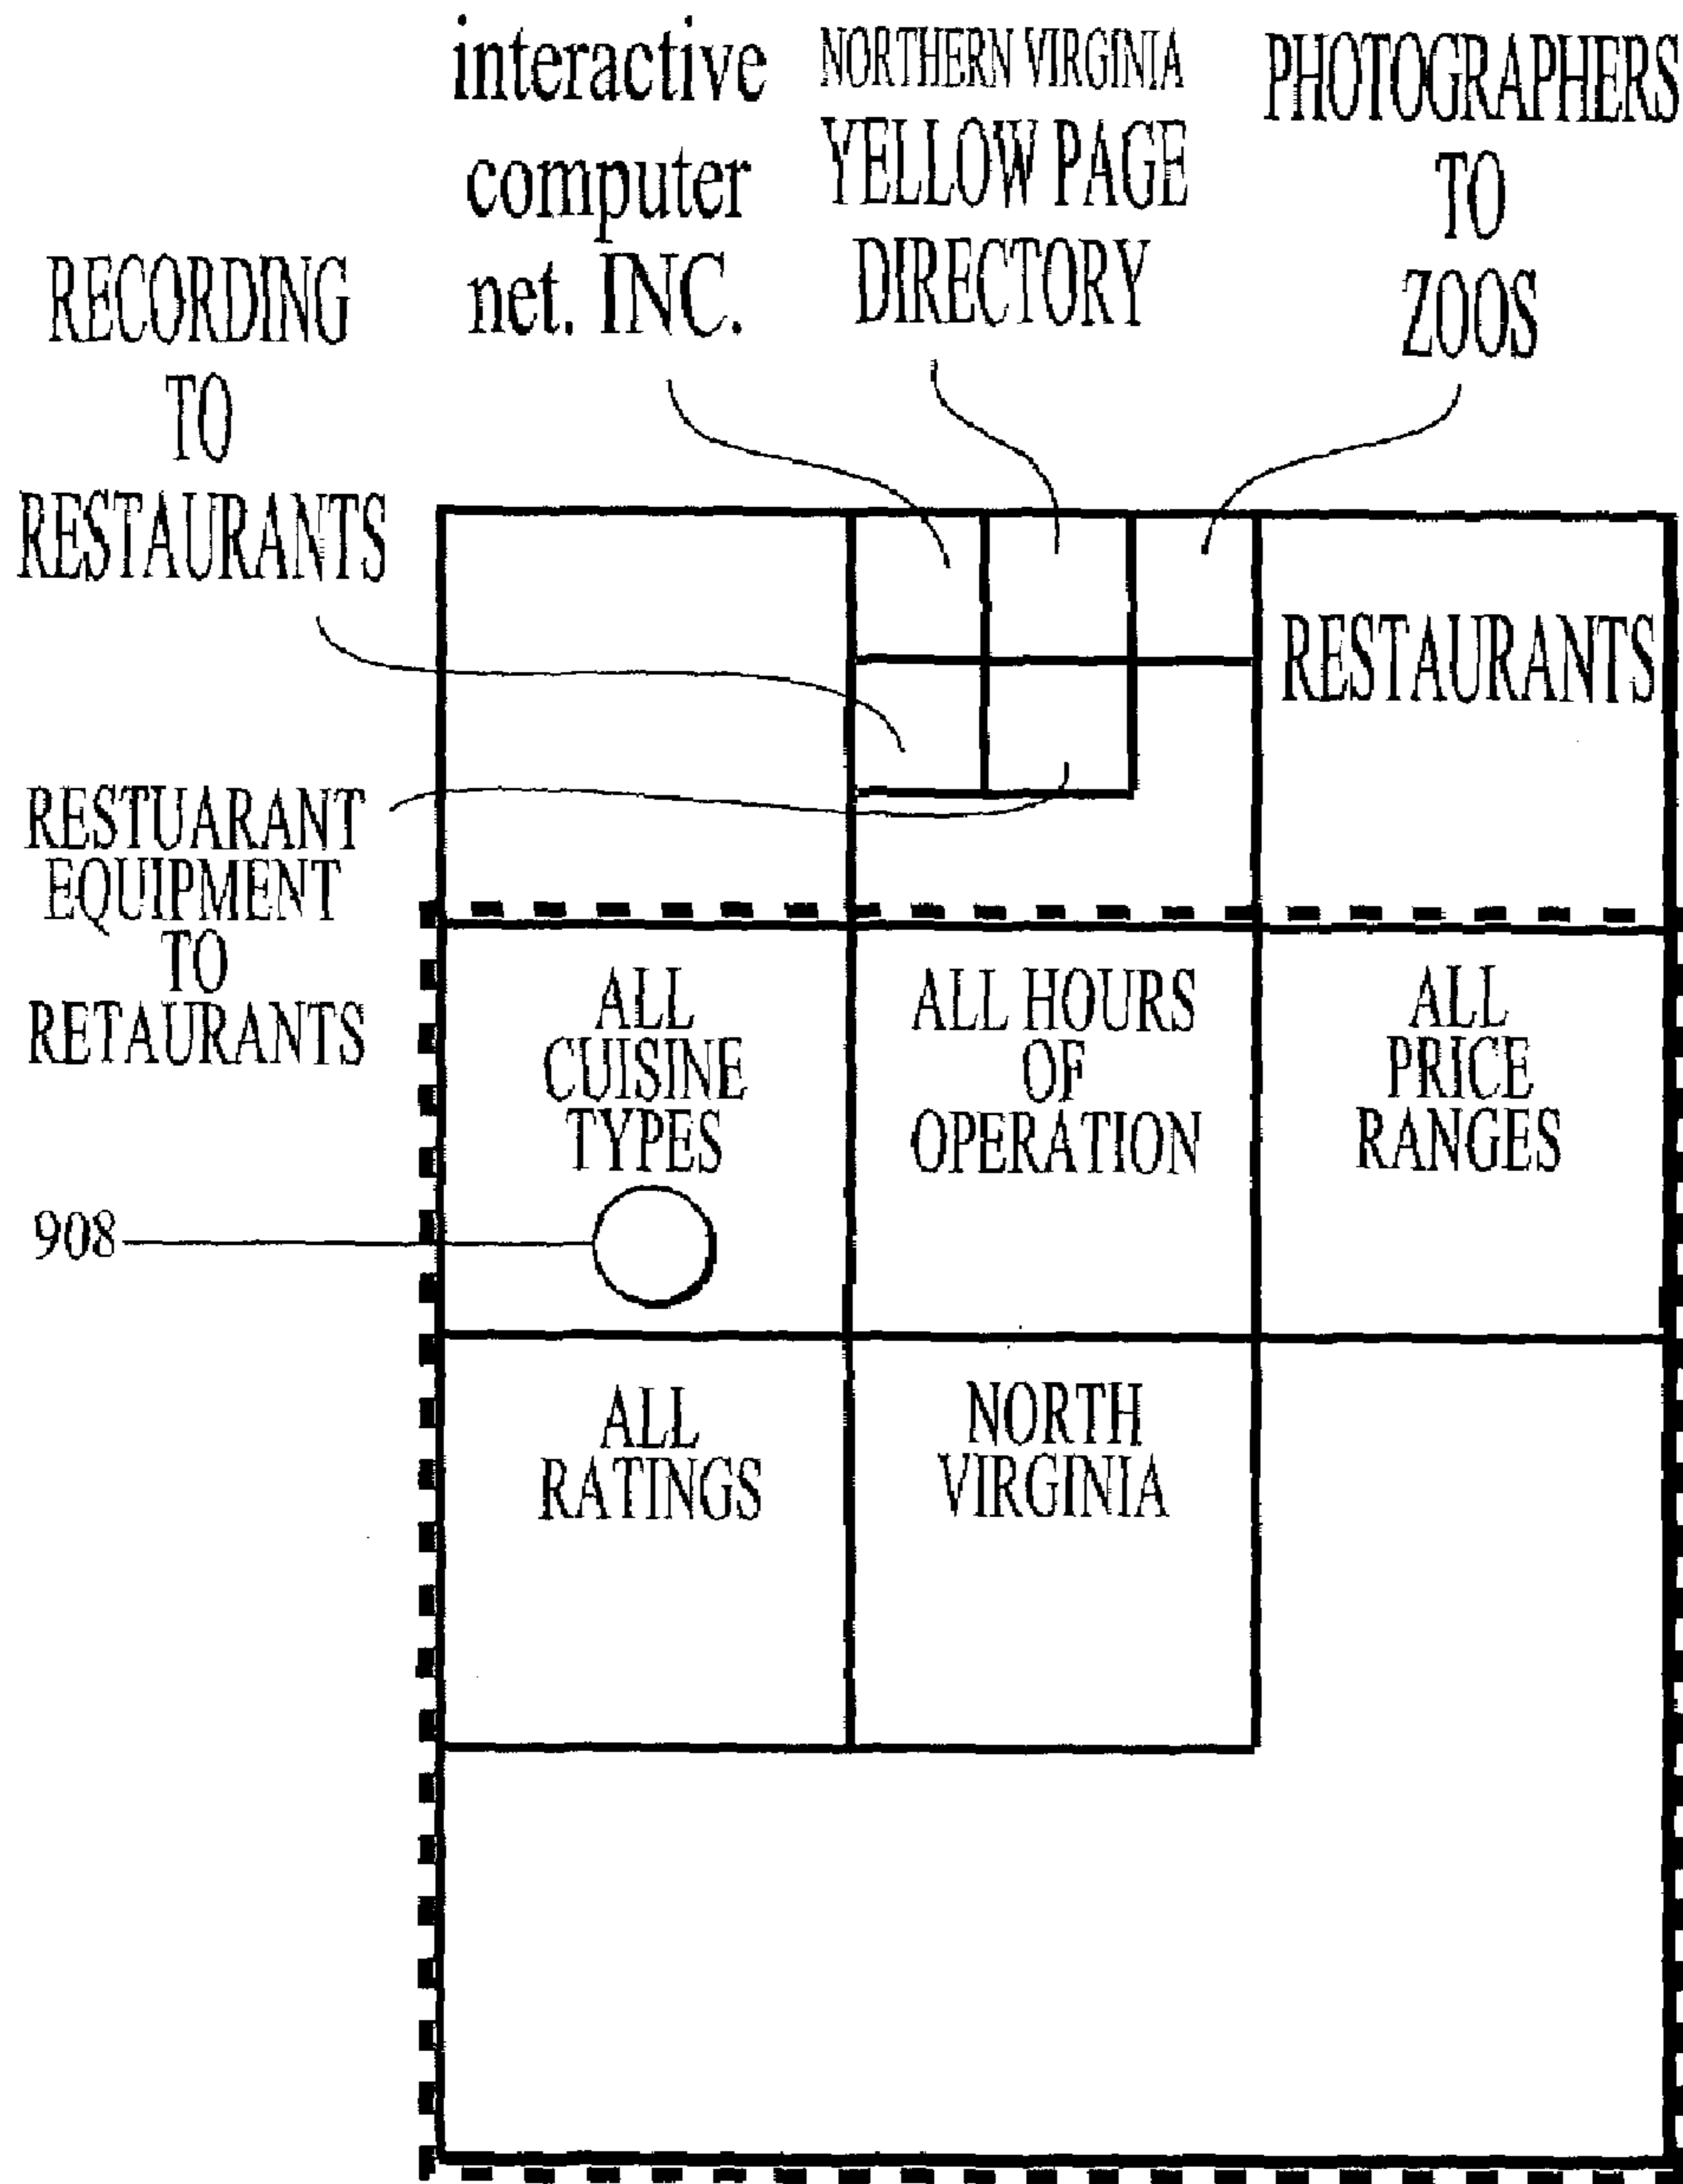 interactive
computer
net. INC.
NORTHERN VIRGINIA
YELLOW PAGE
DIRECTORY
PHOTOGRAPHERS
TO
ZOOS
RECORDING
TO
RESTAURANTS
RESTAURANTS
RESTUARANT
EQUIPMENT
TO
RETAURANTS
ALL
CUISINE
TYPES
ALL HOURS
OF
OPERATION
ALL
PRICE
RANGES
908
ALL
RATINGS
NORTH
VIRGINIA